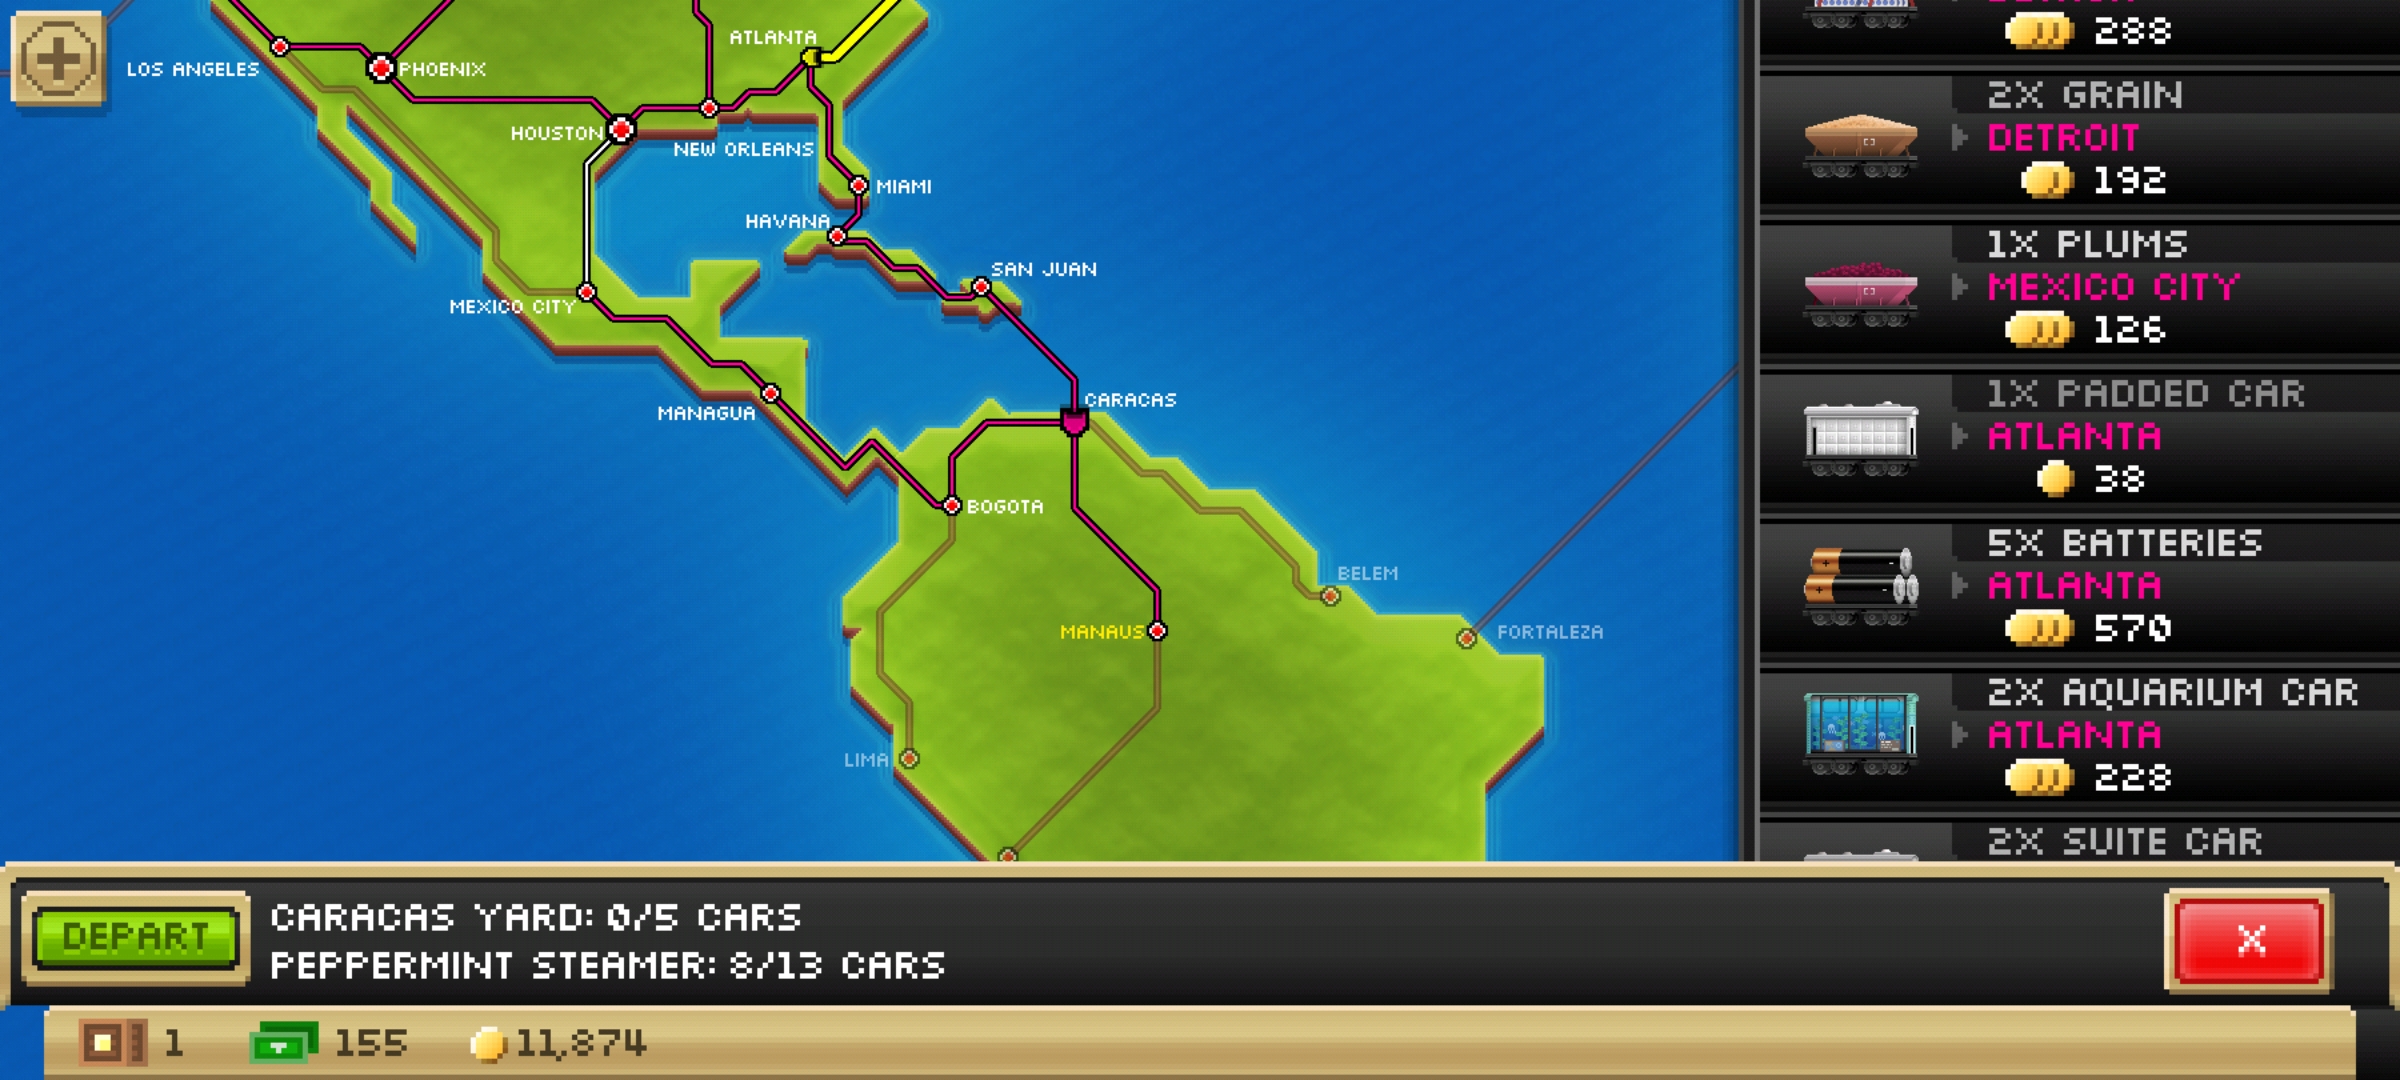 LOS ANGELES
PHOENIX
ATLANTA
HOUSTON
NEW ORLEANS
MIAMI
HAVANA
SAN JUAN
MEXICO CITY
MANAGUA
CARACAS
BOGOTA
BELEM
MANAUS
FORTALEZA
LIMA
288
2X GRAIN
DETROIT
192
1X PLUMS
MEXICO CITY
126
1X PADDED CAR
ATLANTA
38
5X BATTERIES
ATLANTA
570
2X AQUARIUM CAR
ATLANTA
228
2X SUITE CAR
DEPART
CARACAS YARD: 0/5 CARS
PEPPERMINT STEAMER: 8/13 CARS
X
1
155
11,874